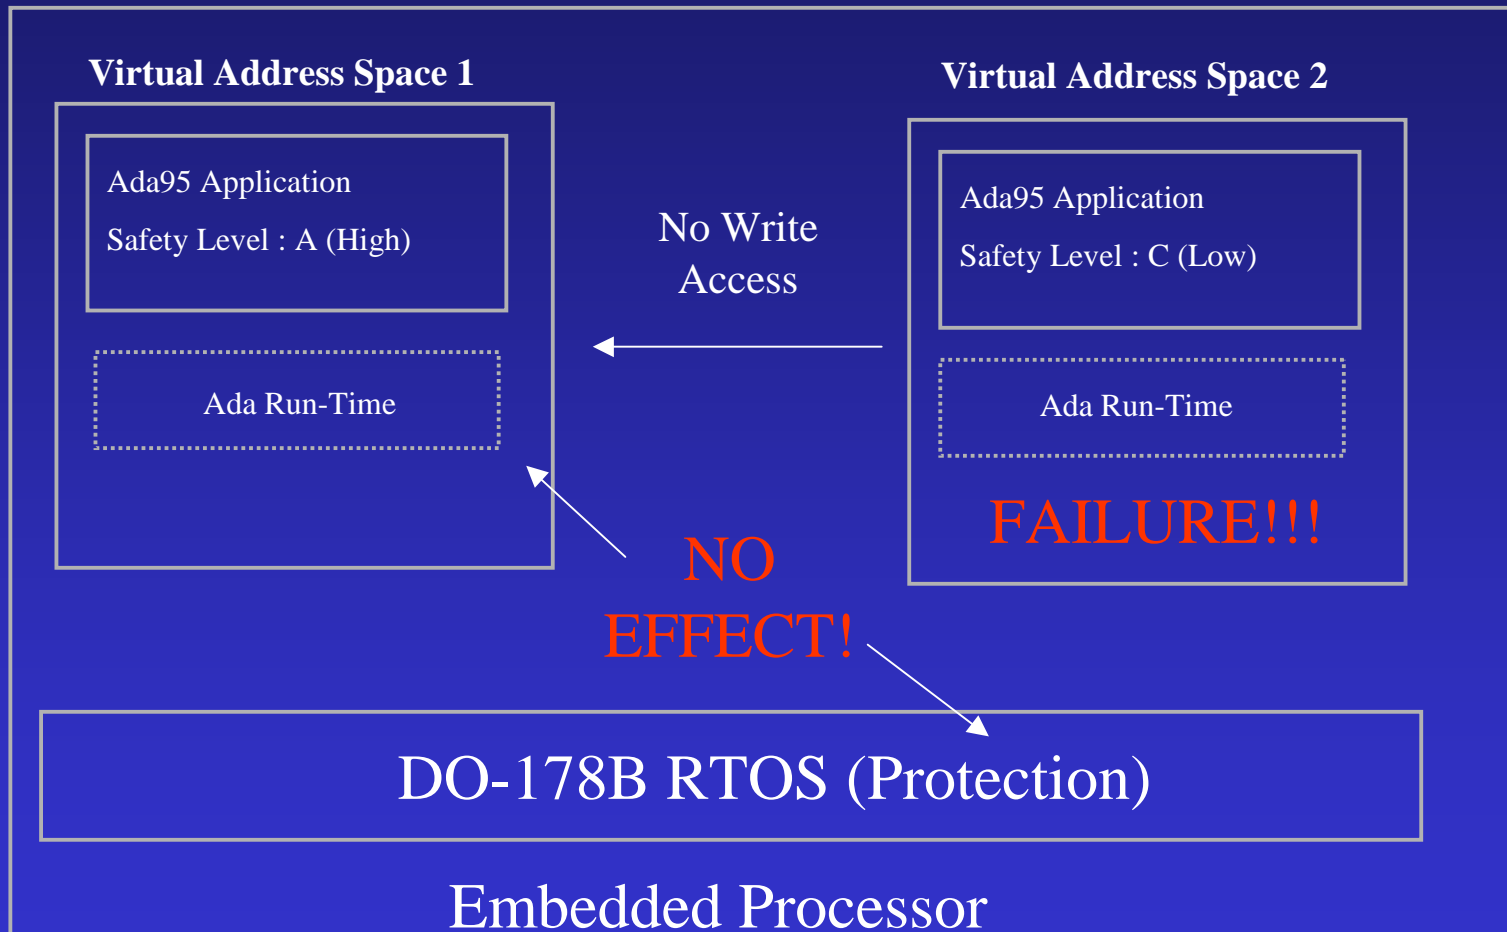 Virtual Address Space 1
Ada95 Application
Safety Level : A (High)
Ada Run-Time
No Write
Access
Virtual Address Space 2
Ada95 Application
Safety Level : C (Low)
Ada Run-Time
FAILURE!!!
NO
EFFECT!
DO-178B RTOS (Protection)
Embedded Processor